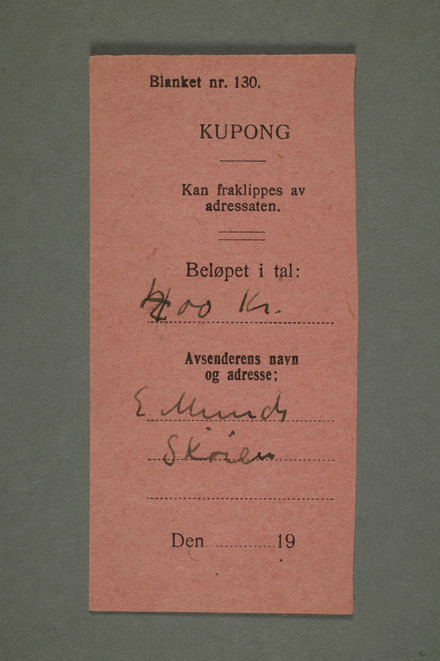 Blanket nr. 130.
KUPONG
Kan fraklippes av
adressaten.
Beløpet i tal:
400 Kr.
Avsenderens navn
og adresse:
E Munch
Skøien
Den 19